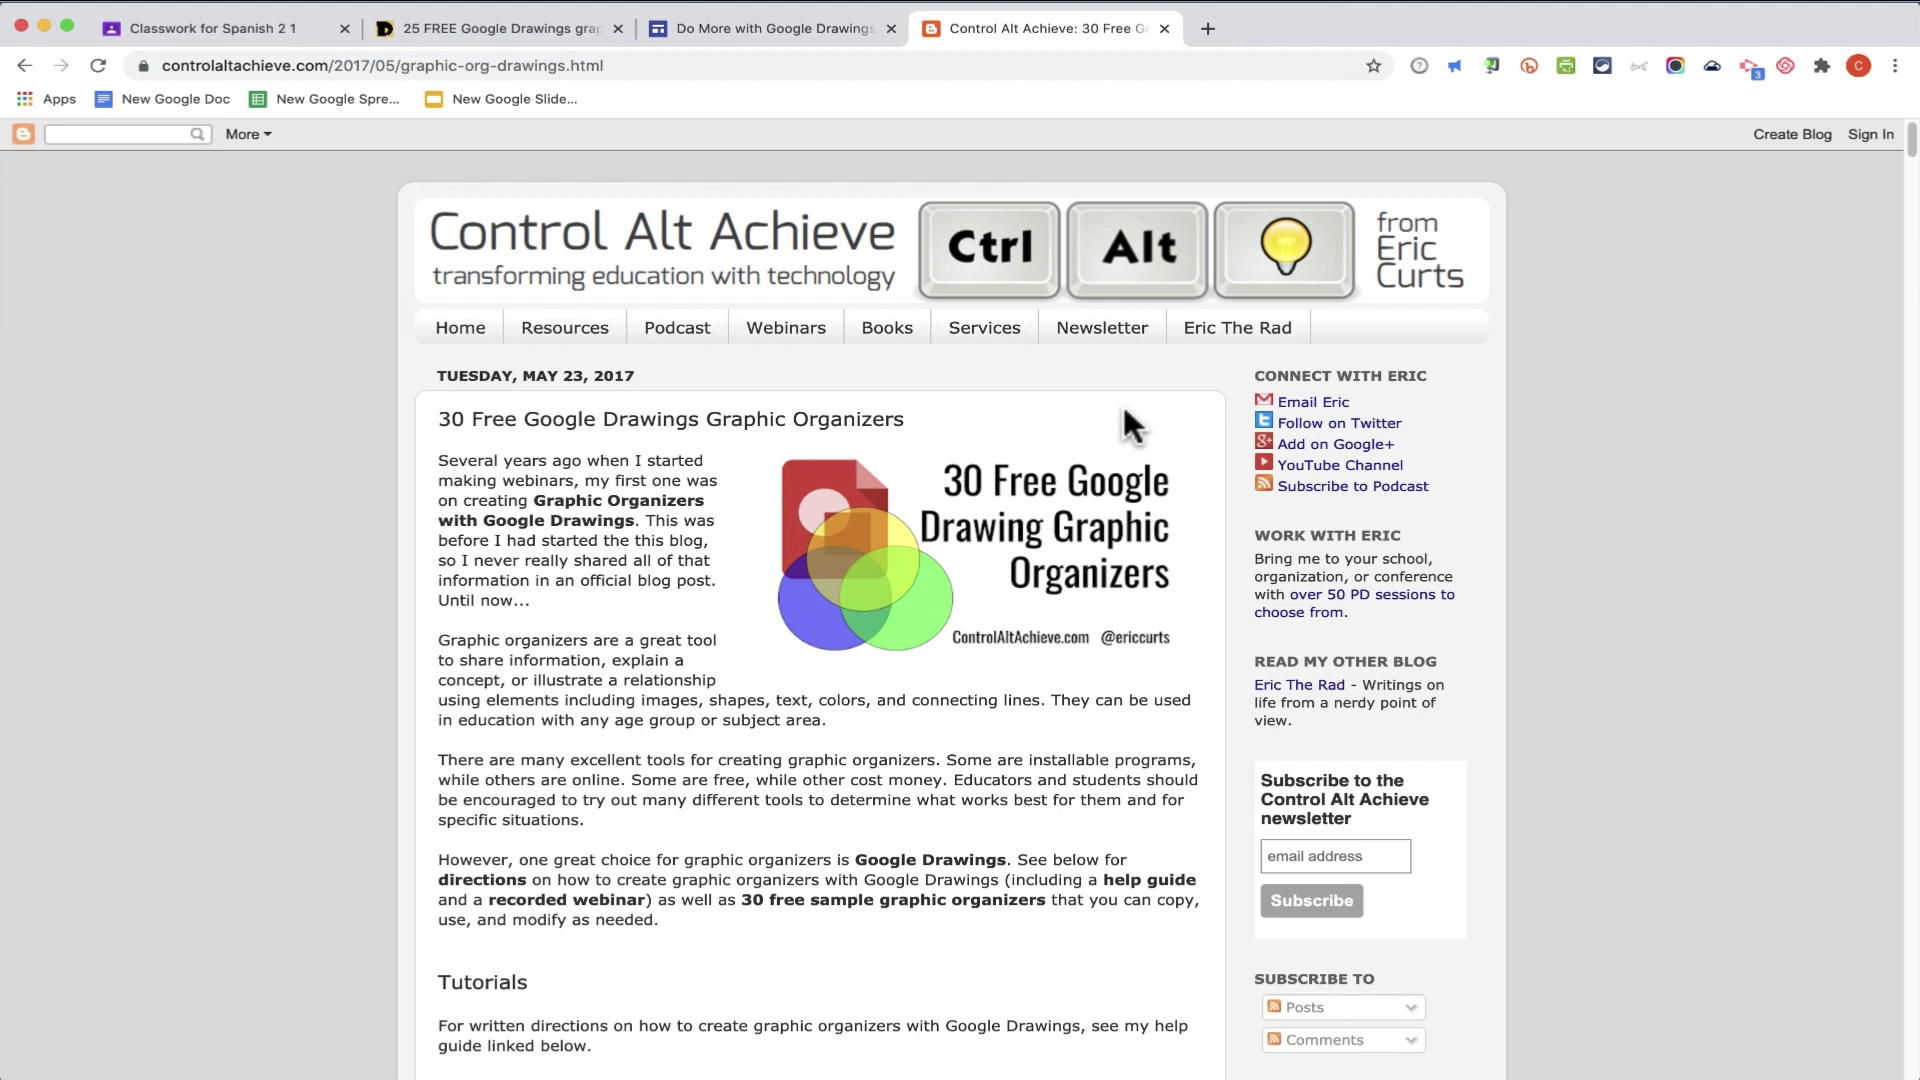 Classwork for Spanish 2 1
25 FREE Google Drawings grap
Do More with Google Drawings
Control Alt Achieve: 30 Free G
controlaltachieve.com/2017/05/graphic-org-drawings.html
C
3
Apps
New Google Doc
New Google Spre...
New Google Slide...
More
Create Blog
Sign In
Control Alt Achieve
transforming education with technology
Ctrl
Alt
from
Eric
Curts
Home
Resources
Podcast
Webinars
Books
Services
Newsletter
Eric The Rad
TUESDAY, MAY 23, 2017
30 Free Google Drawings Graphic Organizers
Several years ago when I started
making webinars, my first one was
on creating Graphic Organizers
with Google Drawings. This was
before I had started the this blog,
so I never really shared all of that
information in an official blog post.
Until now...
30 Free Google
Drawing Graphic
Organizers
ControlAltAchieve.com @ericcurts
Graphic organizers are a great tool
to share information, explain a
concept, or illustrate a relationship
using elements including images, shapes, text, colors, and connecting lines. They can be used
in education with any age group or subject area.
There are many excellent tools for creating graphic organizers. Some are installable programs,
while others are online. Some are free, while other cost money. Educators and students should
be encouraged to try out many different tools to determine what works best for them and for
specific situations.
However, one great choice for graphic organizers is Google Drawings. See below for
directions on how to create graphic organizers with Google Drawings (including a help guide
and a recorded webinar) as well as 30 free sample graphic organizers that you can copy,
use, and modify as needed.
Tutorials
For written directions on how to create graphic organizers with Google Drawings, see my help
guide linked below.
CONNECT WITH ERIC
Email Eric
Follow on Twitter
Add on Google+
YouTube Channel
Subscribe to Podcast
WORK WITH ERIC
Bring me to your school,
organization, or conference
with over 50 PD sessions to
choose from.
READ MY OTHER BLOG
Eric The Rad - Writings on
life from a nerdy point of
view.
Subscribe to the
Control Alt Achieve
newsletter
email address
Subscribe
SUBSCRIBE TO
Posts
Comments